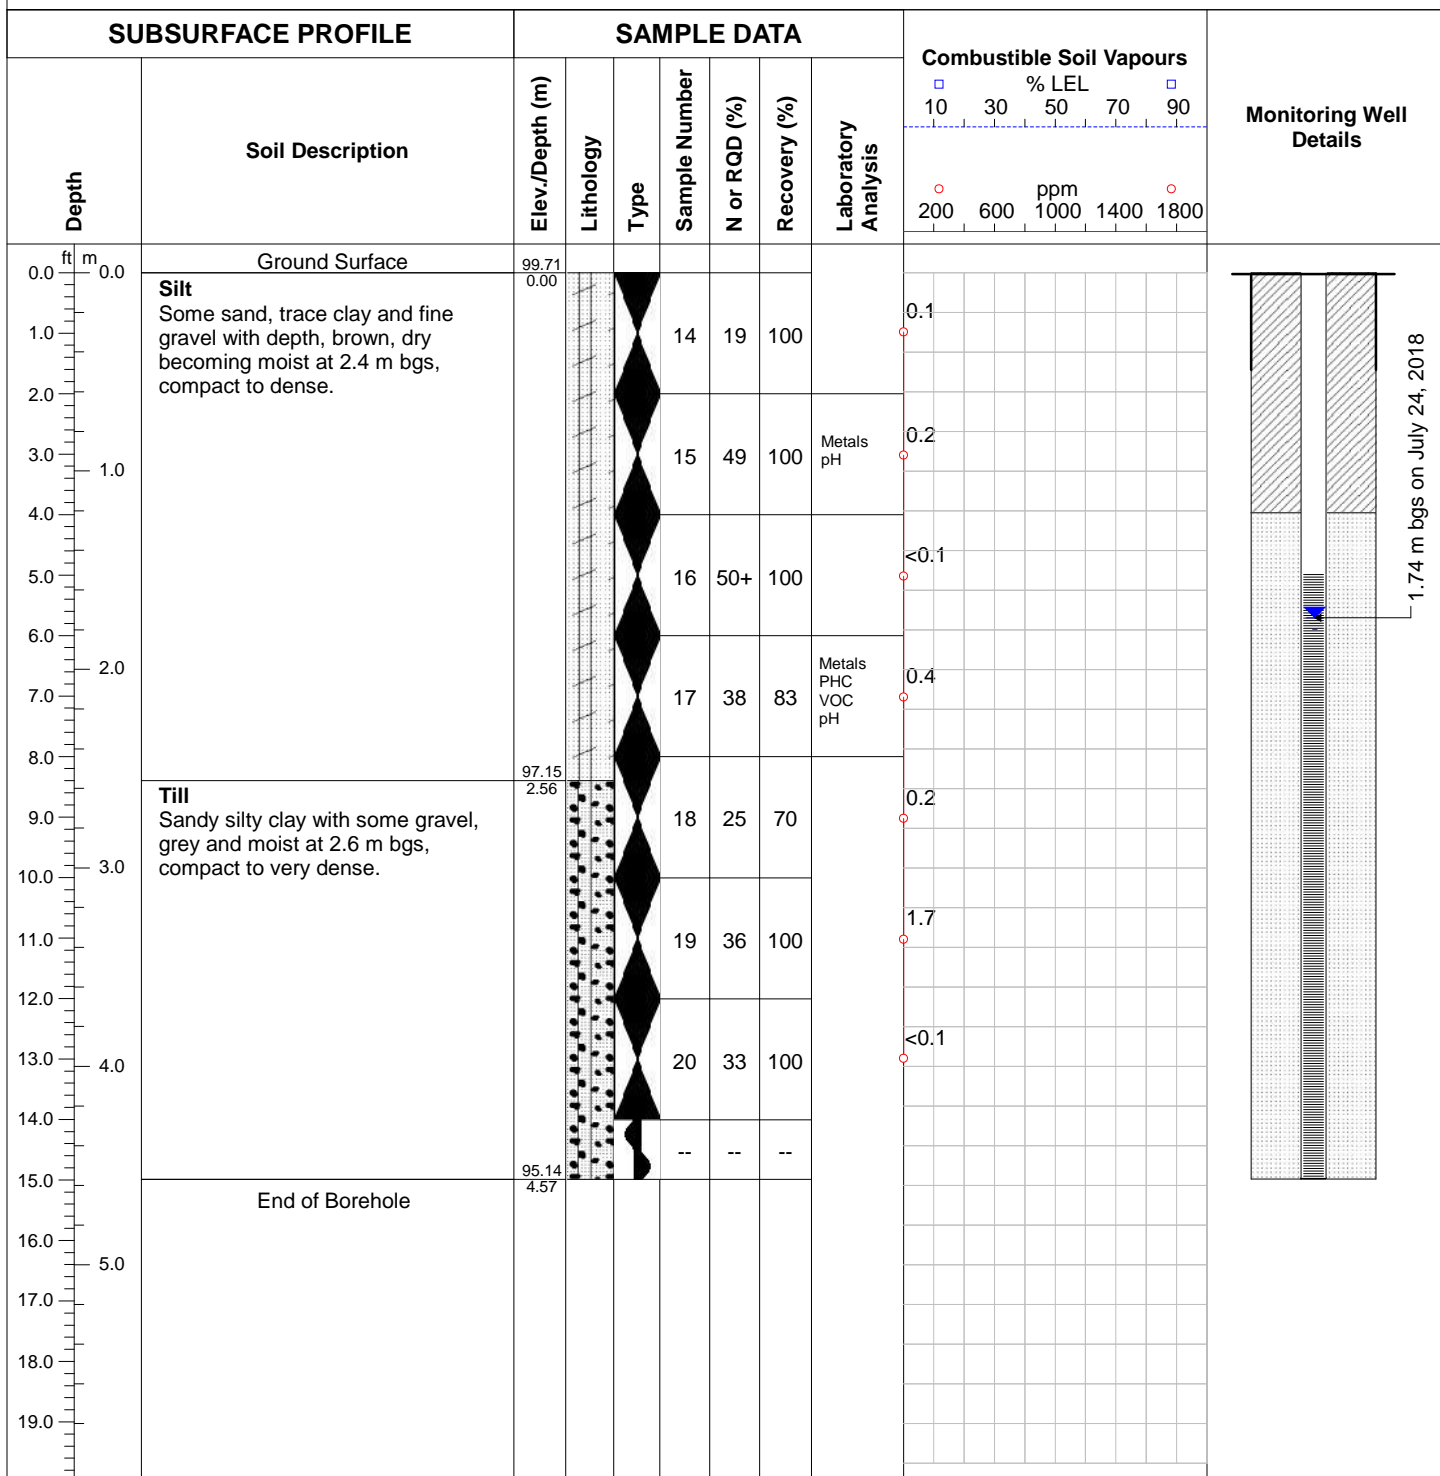 SUBSURFACE PROFILE
SAMPLE DATA
Combustible Soil Vapours
% LEL
10 30 50 70 90
ppm
200 600 1000 1400 1800
Monitoring Well
Details
Depth
Soil Description
Elev./Depth (m)
Lithology
Type
Sample Number
N or RQD (%)
Recovery (%)
Laboratory
Analysis
ft m
Ground Surface
99.71
0.00
0.0 0.0
Silt
Some sand, trace clay and fine
gravel with depth, brown, dry
becoming moist at 2.4 m bgs,
compact to dense.
1.0
14 19 100
0.1
2.0
3.0
1.0
15 49 100
Metals
pH
0.2
4.0
5.0
16 50+ 100
<0.1
1.74 m bgs on July 24, 2018
6.0
2.0
7.0
17 38 83
Metals
PHC
VOC
pH
0.4
8.0
97.15
2.56
Till
Sandy silty clay with some gravel,
grey and moist at 2.6 m bgs,
compact to very dense.
9.0
18 25 70
0.2
3.0
10.0
11.0
19 36 100
1.7
12.0
13.0
4.0
20 33 100
<0.1
14.0
-- -- --
95.14
4.57
15.0
End of Borehole
16.0
5.0
17.0
18.0
19.0